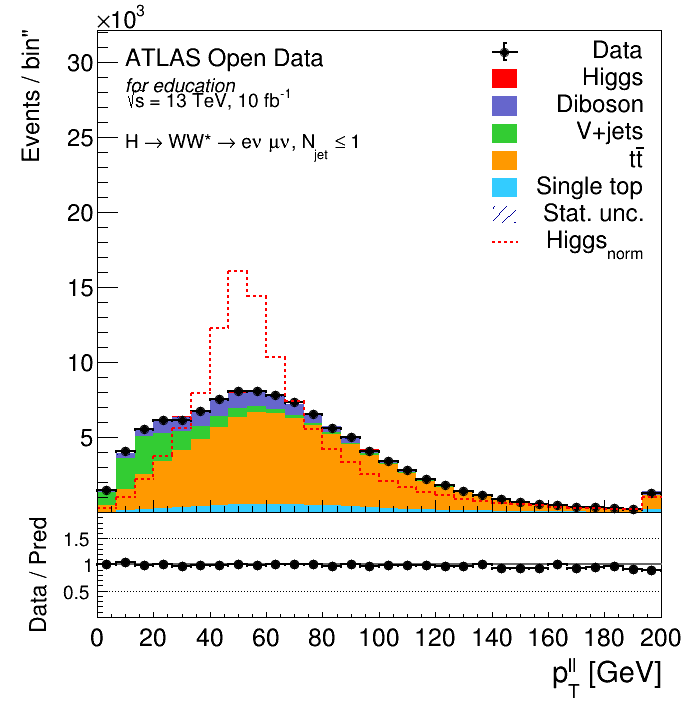 ×10³
Events / bin"
30
25
20
15
10
5
ATLAS Open Data
for education
√s = 13 TeV, 10 fb⁻¹
H → WW* → eν μν, N_jet ≤ 1
Data
Higgs
Diboson
V+jets
tt̄
Single top
Stat. unc.
Higgs_norm
Data / Pred
1.5
1
0.5
0 20 40 60 80 100 120 140 160 180 200
p_T^ll [GeV]